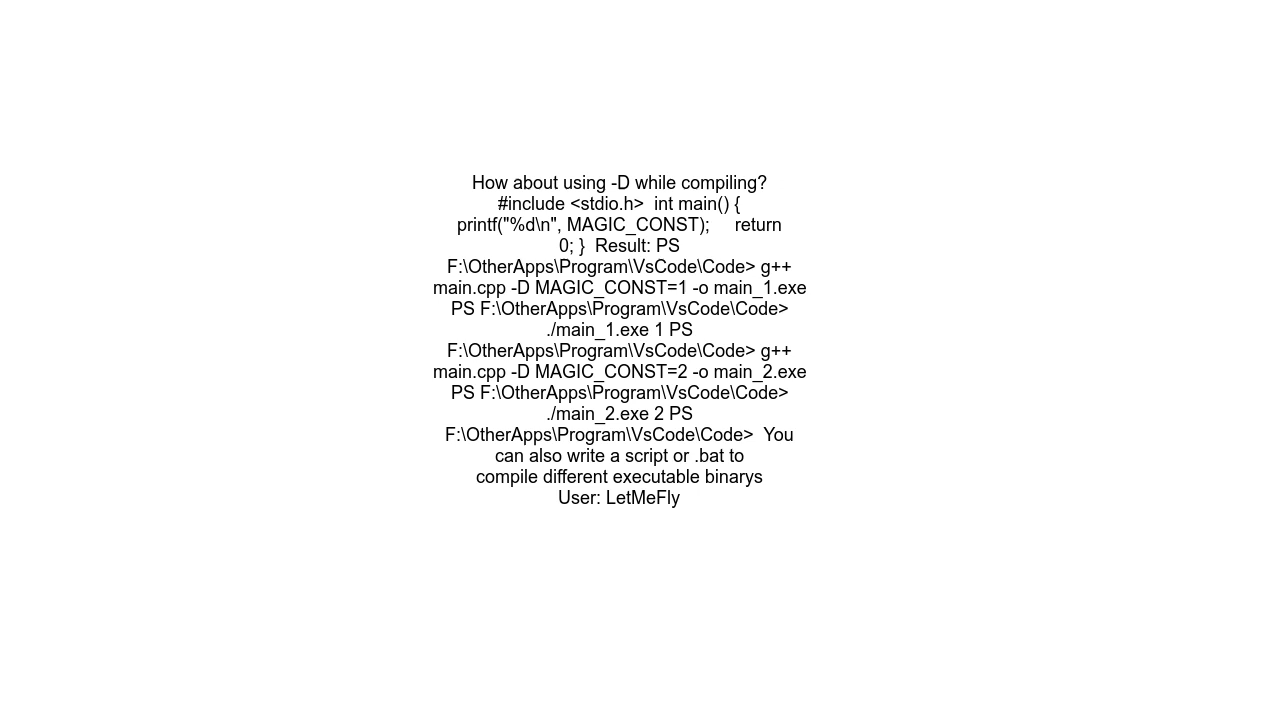 How about using -D while compiling?
#include <stdio.h>  int main() {
printf("%d\n", MAGIC_CONST);     return
0; }  Result: PS
F:\OtherApps\Program\VsCode\Code> g++
main.cpp -D MAGIC_CONST=1 -o main_1.exe
PS F:\OtherApps\Program\VsCode\Code>
./main_1.exe 1 PS
F:\OtherApps\Program\VsCode\Code> g++
main.cpp -D MAGIC_CONST=2 -o main_2.exe
PS F:\OtherApps\Program\VsCode\Code>
./main_2.exe 2 PS
F:\OtherApps\Program\VsCode\Code>  You
can also write a script or .bat to
compile different executable binarys
User: LetMeFly